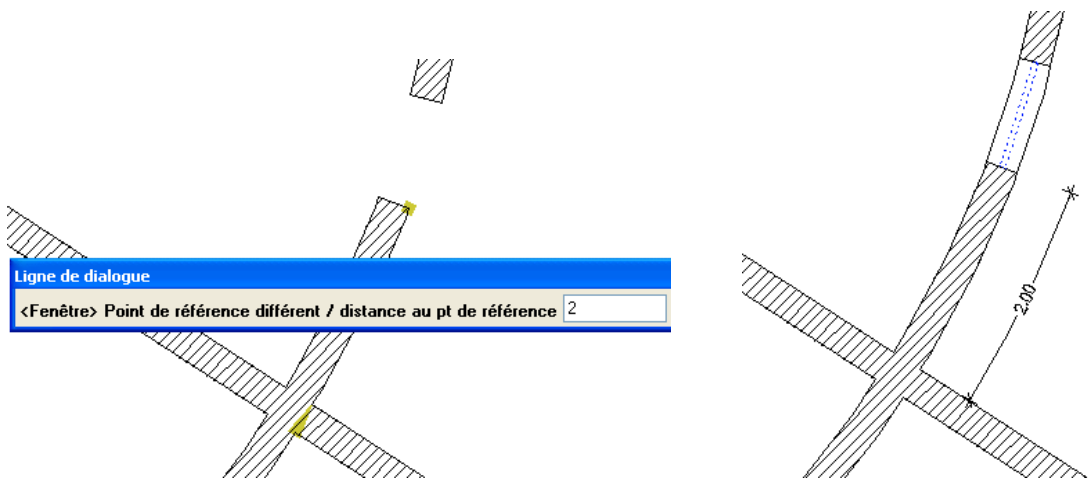 Ligne de dialogue
<Fenêtre> Point de référence différent / distance au pt de référence 2
2.00